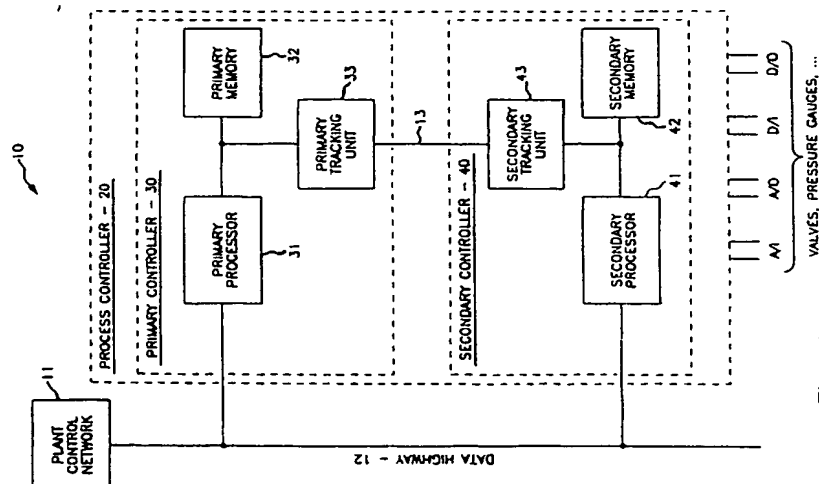 10
11
PLANT
CONTROL
NETWORK
DATA HIGHWAY - 12
PROCESS CONTROLLER - 20
PRIMARY CONTROLLER - 30
PRIMARY
PROCESSOR
31
PRIMARY
MEMORY
32
PRIMARY
TRACKING
UNIT
33
13
SECONDARY CONTROLLER - 40
SECONDARY
TRACKING
UNIT
43
SECONDARY
PROCESSOR
41
SECONDARY
MEMORY
42
A/I
A/O
D/I
D/O
VALVES, PRESSURE GAUGES, ...